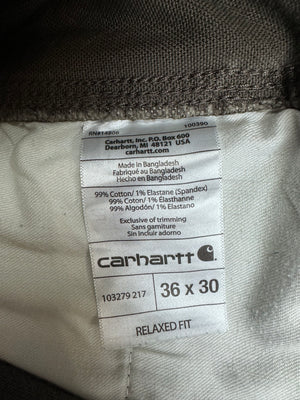 RN#14806 100390
Carhartt, Inc. P.O. Box 600
Dearborn, MI 48121 USA
carhartt.com
Made in Bangladesh
Fabriqué au Bangladesh
Hecho en Bangladesh
99% Cotton/ 1% Elastane (Spandex)
99% Coton/ 1% Elasthanne
99% Algodón/ 1% Elastano
Exclusive of trimming
Sans garniture
Sin incluir adorno
carhartt
103279 217 36 x 30
RELAXED FIT